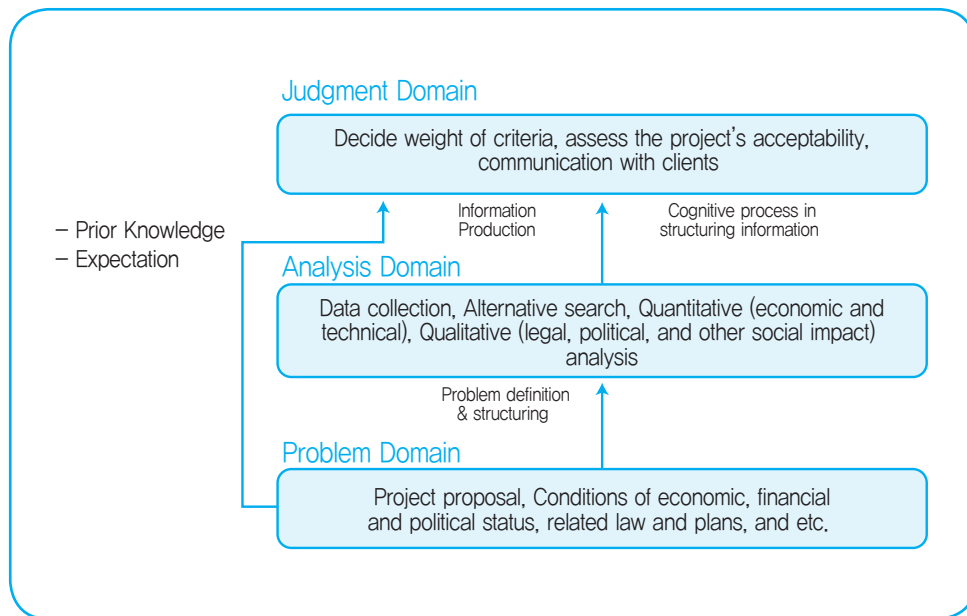 Judgment Domain
Decide weight of criteria, assess the project's acceptability,
communication with clients
– Prior Knowledge
– Expectation
Information
Production
Cognitive process in
structuring information
Analysis Domain
Data collection, Alternative search, Quantitative (economic and
technical), Qualitative (legal, political, and other social impact)
analysis
Problem definition
& structuring
Problem Domain
Project proposal, Conditions of economic, financial
and political status, related law and plans, and etc.